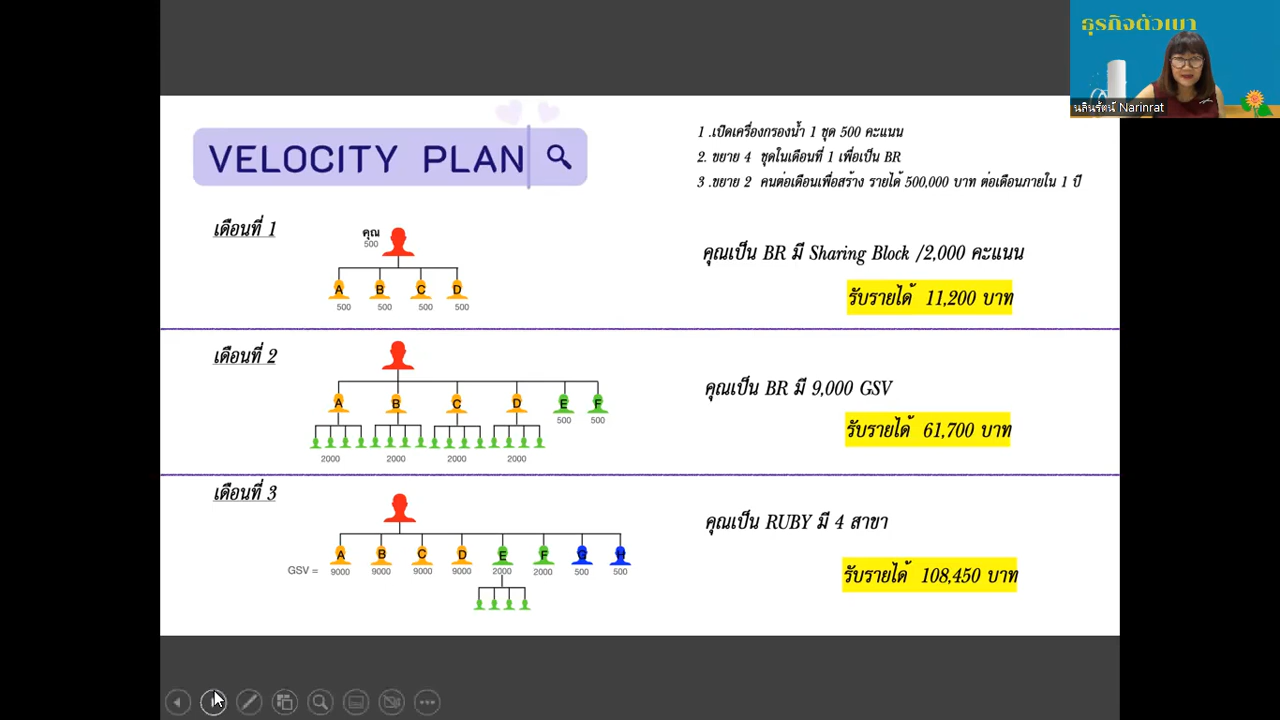 ธุรกิจตัวเบา
นลินรัตน์ Narinrat
VELOCITY PLAN
1 .เปิดเครื่องกรองน้ำ 1 ชุด 500 คะแนน
2. ขยาย 4 ชุดในเดือนที่ 1 เพื่อเป็น BR
3 .ขยาย 2 คนต่อเดือนเพื่อสร้าง รายได้ 500,000 บาท ต่อเดือนภายใน 1 ปี
เดือนที่ 1
คุณ
500
A B C D
500 500 500 500
คุณเป็น BR มี Sharing Block /2,000 คะแนน
รับรายได้ 11,200 บาท
เดือนที่ 2
A B C D E F
500 500
2000 2000 2000 2000
คุณเป็น BR มี 9,000 GSV
รับรายได้ 61,700 บาท
เดือนที่ 3
A B C D E F G H
GSV = 9000 9000 9000 9000 2000 2000 500 500
คุณเป็น RUBY มี 4 สาขา
รับรายได้ 108,450 บาท